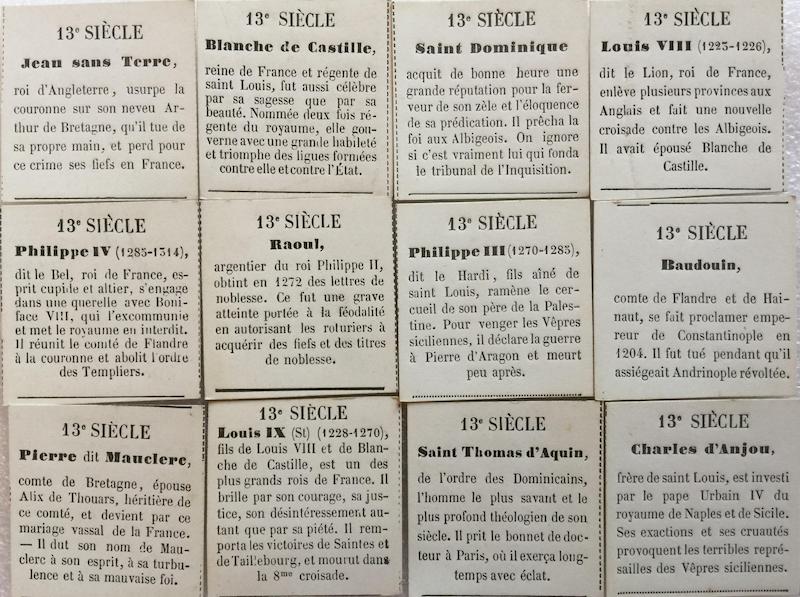 13e SIÈCLE
Jean sans Terre,
roi d'Angleterre, usurpe la
couronne sur son neveu Ar-
thur de Bretagne, qu'il tue de
sa propre main, et perd pour
ce crime ses fiefs en France.
13e SIÈCLE
Blanche de Castille,
reine de France et régente de
saint Louis, fut aussi célèbre
par sa sagesse que par sa
beauté. Nommée deux fois ré-
gente du royaume, elle gou-
verne avec une grande habileté
et triomphe des ligues formées
contre elle et contre l'État.
13e SIÈCLE
Saint Dominique
acquit de bonne heure une
grande réputation pour la fer-
veur de son zèle et l'éloquence
de sa prédication. Il prêcha la
foi aux Albigeois. On ignore
si c'est vraiment lui qui fonda
le tribunal de l'Inquisition.
13e SIÈCLE
Louis VIII (1223-1226),
dit le Lion, roi de France,
enlève plusieurs provinces aux
Anglais et fait une nouvelle
croisade contre les Albigeois.
Il avait épousé Blanche de
Castille.
13e SIÈCLE
Philippe IV (1285-1314),
dit le Bel, roi de France, es-
prit cupide et altier, s'engage
dans une querelle avec Boni-
face VIII, qui l'excommunie
et met le royaume en interdit.
Il réunit le comté de Flandre
à la couronne et abolit l'ordre
des Templiers.
13e SIÈCLE
Raoul,
argentier du roi Philippe II,
obtint en 1272 des lettres de
noblesse. Ce fut une grave
atteinte portée à la féodalité
en autorisant les roturiers à
acquérir des fiefs et des titres
de noblesse.
13e SIÈCLE
Philippe III (1270-1285),
dit le Hardi, fils aîné de
saint Louis, ramène le cer-
cueil de son père de la Pales-
tine. Pour venger les Vêpres
siciliennes, il déclare la guerre
à Pierre d'Aragon et meurt
peu après.
13e SIÈCLE
Baudouin,
comte de Flandre et de Hai-
naut, se fait proclamer empe-
reur de Constantinople en
1204. Il fut tué pendant qu'il
assiégeait Andrinople révoltée.
13e SIÈCLE
Pierre dit Mauclerc,
comte de Bretagne, épouse
Alix de Thouars, héritière de
ce comté, et devient par ce
mariage vassal de la France.
— Il dut son nom de Mau-
clerc à son esprit, à sa turbu-
lence et à sa mauvaise foi.
13e SIÈCLE
Louis IX (St) (1228-1270),
fils de Louis VIII et de Blan-
che de Castille, est un des
plus grands rois de France. Il
brille par son courage, sa jus-
tice, son désintéressement au-
tant que par sa piété. Il rem-
porta les victoires de Saintes et
de Taillebourg, et mourut dans
la 8me croisade.
13e SIÈCLE
Saint Thomas d'Aquin,
de l'ordre des Dominicains,
l'homme le plus savant et le
plus profond théologien de son
siècle. Il prit le bonnet de doc-
teur à Paris, où il exerça long-
temps avec éclat.
13e SIÈCLE
Charles d'Anjou,
frère de saint Louis, est investi
par le pape Urbain IV du
royaume de Naples et de Sicile.
Ses exactions et ses cruautés
provoquent les terribles repré-
sailles des Vêpres siciliennes.